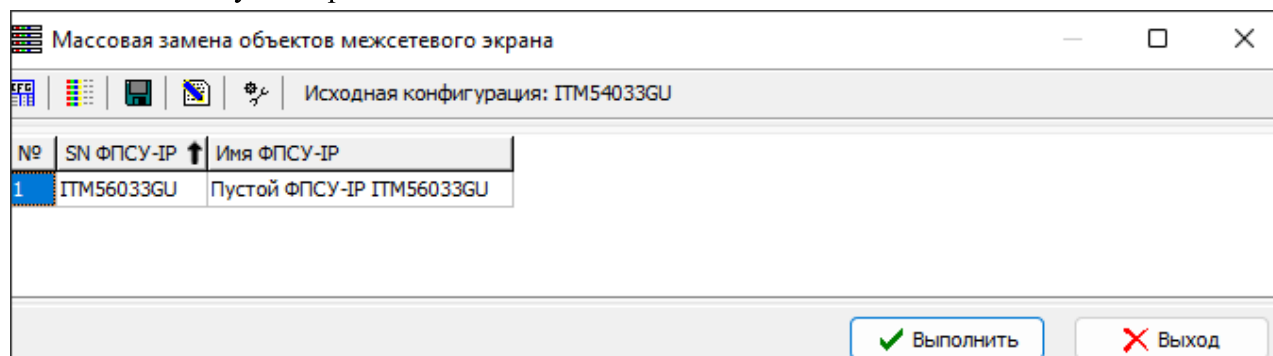 Массовая замена объектов межсетевого экрана
CFG
Исходная конфигурация: ITM54033GU
№ SN ФПСУ-IP Имя ФПСУ-IP
1 ITM56033GU Пустой ФПСУ-IP ITM56033GU
Выполнить Выход